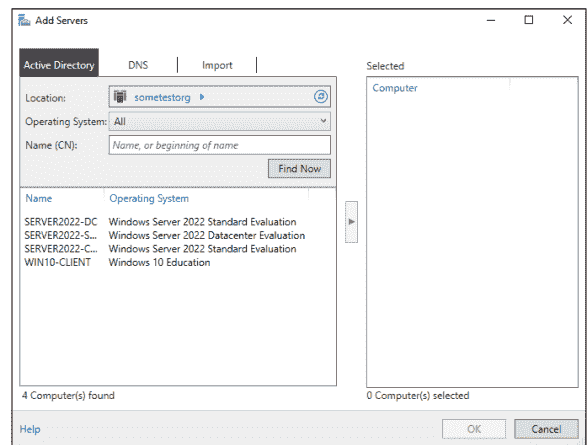 Add Servers
Active Directory
DNS
Import
Selected
Location:
sometestorg
Operating System:
All
Name (CN):
Name, or beginning of name
Find Now
Computer
Name Operating System
SERVER2022-DC Windows Server 2022 Standard Evaluation
SERVER2022-S... Windows Server 2022 Datacenter Evaluation
SERVER2022-C... Windows Server 2022 Standard Evaluation
WIN10-CLIENT Windows 10 Education
4 Computer(s) found
0 Computer(s) selected
Help
OK
Cancel